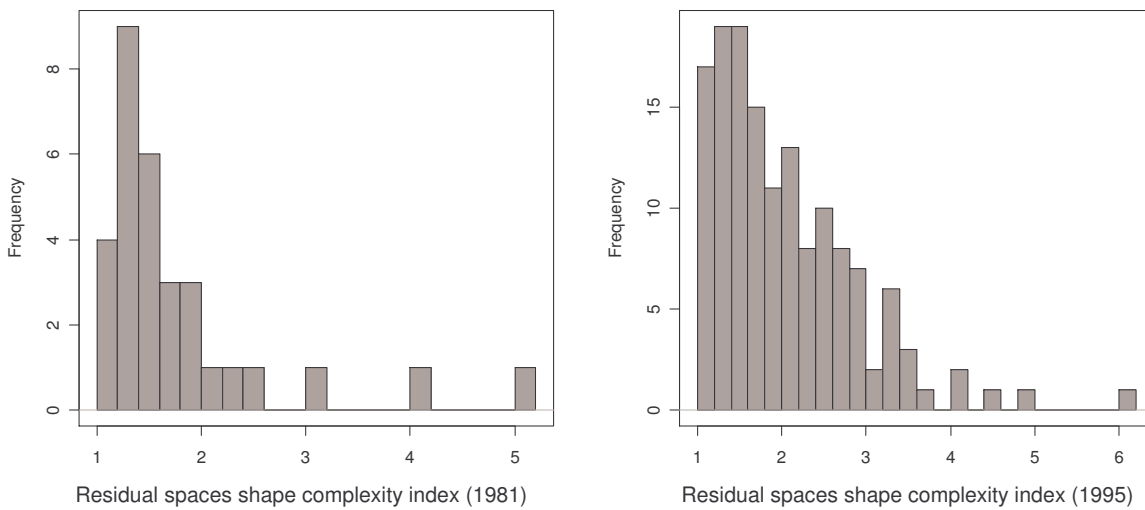 Frequency
8
6
4
2
0
1 2 3 4 5
Residual spaces shape complexity index (1981)
Frequency
15
10
5
0
1 2 3 4 5 6
Residual spaces shape complexity index (1995)